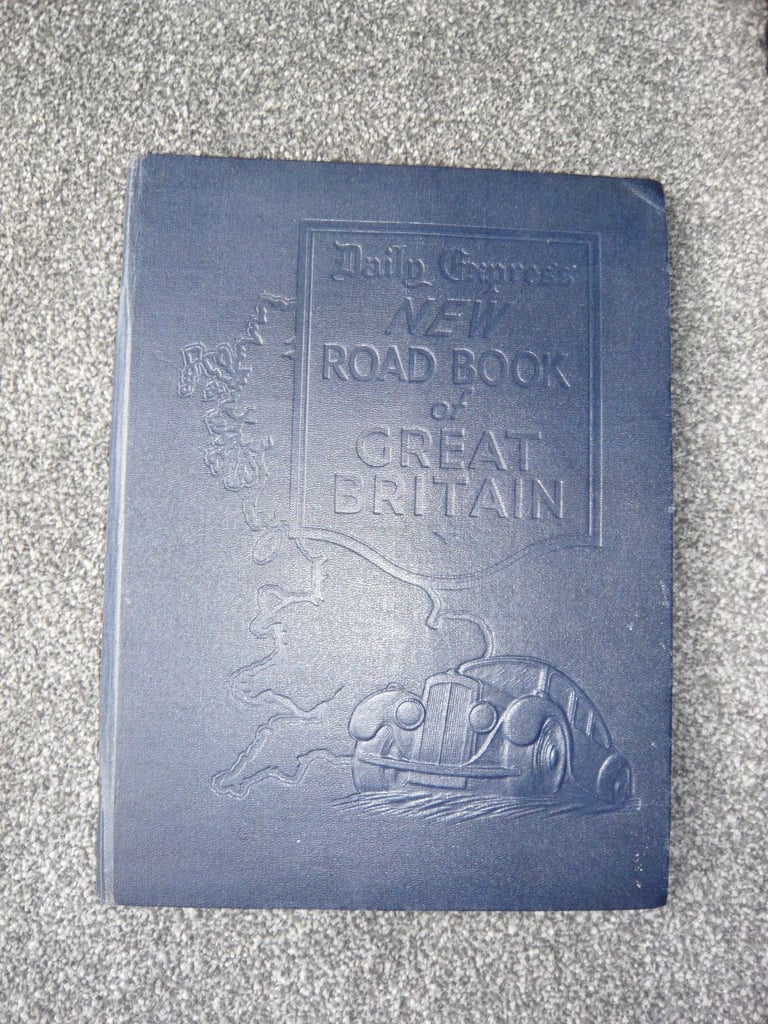 Daily Express
NEW
ROAD BOOK
of
GREAT
BRITAIN